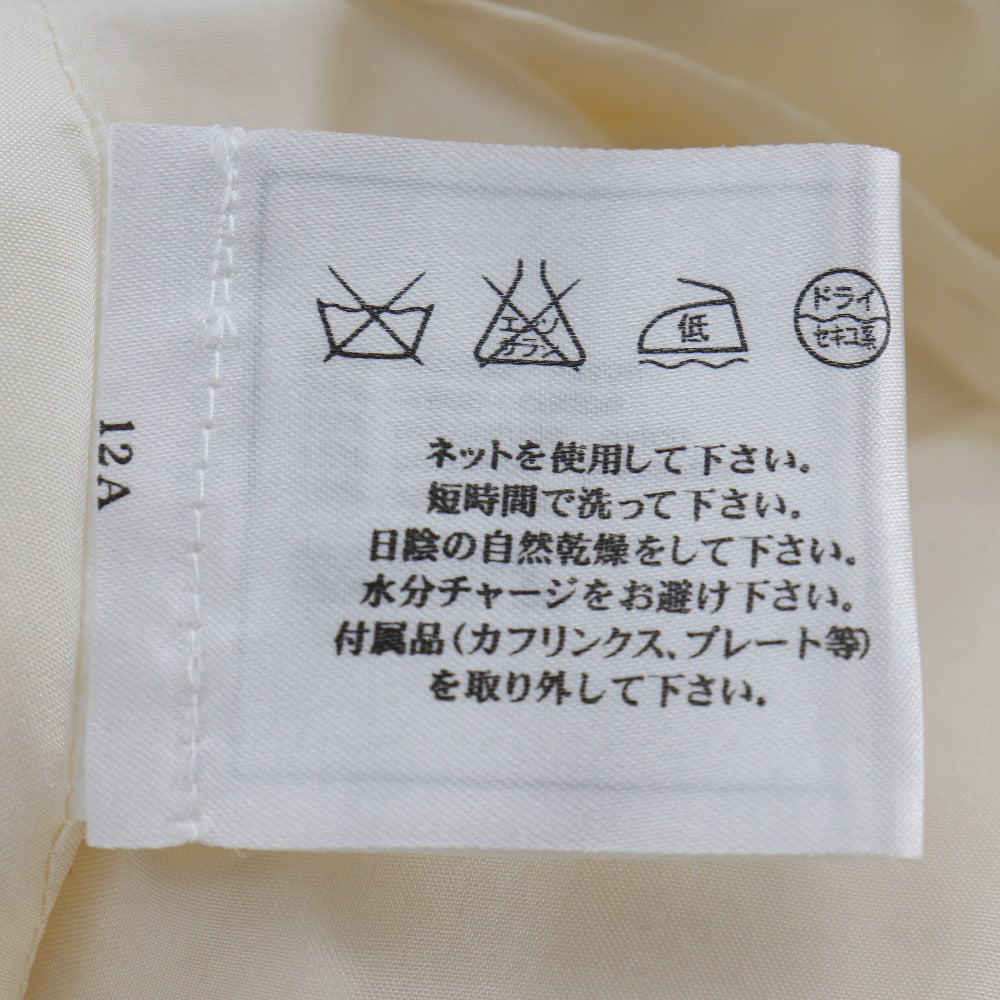 エンソ
サラシ
低
ドライ
セキユ系
12A
ネットを使用して下さい。
短時間で洗って下さい。
日陰の自然乾燥をして下さい。
水分チャージをお避け下さい。
付属品(カフリンクス、プレート等)
を取り外して下さい。